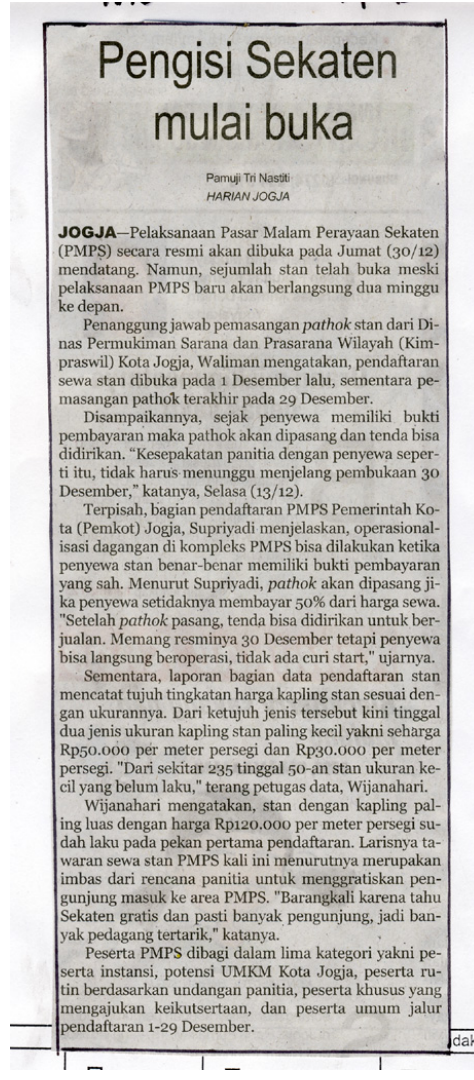 Pengisi Sekaten
mulai buka
Pamuji Tri Nastiti
HARIAN JOGJA
JOGJA—Pelaksanaan Pasar Malam Perayaan Sekaten
(PMPS) secara resmi akan dibuka pada Jumat (30/12)
mendatang. Namun, sejumlah stan telah buka meski
pelaksanaan PMPS baru akan berlangsung dua minggu
ke depan.
Penanggung jawab pemasangan pathok stan dari Di-
nas Permukiman Sarana dan Prasarana Wilayah (Kim-
praswil) Kota Jogja, Waliman mengatakan, pendaftaran
sewa stan dibuka pada 1 Desember lalu, sementara pe-
masangan pathok terakhir pada 29 Desember.
Disampaikannya, sejak penyewa memiliki bukti
pembayaran maka pathok akan dipasang dan tenda bisa
didirikan. “Kesepakatan panitia dengan penyewa seper-
ti itu, tidak harus menunggu menjelang pembukaan 30
Desember,” katanya, Selasa (13/12).
Terpisah, bagian pendaftaran PMPS Pemerintah Ko-
ta (Pemkot) Jogja, Supriyadi menjelaskan, operasional-
isasi dagangan di kompleks PMPS bisa dilakukan ketika
penyewa stan benar-benar memiliki bukti pembayaran
yang sah. Menurut Supriyadi, pathok akan dipasang ji-
ka penyewa setidaknya membayar 50% dari harga sewa.
"Setelah pathok pasang, tenda bisa didirikan untuk ber-
jualan. Memang resminya 30 Desember tetapi penyewa
bisa langsung beroperasi, tidak ada curi start," ujarnya.
Sementara, laporan bagian data pendaftaran stan
mencatat tujuh tingkatan harga kapling stan sesuai den-
gan ukurannya. Dari ketujuh jenis tersebut kini tinggal
dua jenis ukuran kapling stan paling kecil yakni seharga
Rp50.000 per meter persegi dan Rp30.000 per meter
persegi. "Dari sekitar 235 tinggal 50-an stan ukuran ke-
cil yang belum laku," terang petugas data, Wijanahari.
Wijanahari mengatakan, stan dengan kapling pal-
ing luas dengan harga Rp120.000 per meter persegi su-
dah laku pada pekan pertama pendaftaran. Larisnya ta-
waran sewa stan PMPS kali ini menurutnya merupakan
imbas dari rencana panitia untuk menggratiskan pen-
gunjung masuk ke area PMPS. "Barangkali karena tahu
Sekaten gratis dan pasti banyak pengunjung, jadi ban-
yak pedagang tertarik," katanya.
Peserta PMPS dibagi dalam lima kategori yakni pe-
serta instansi, potensi UMKM Kota Jogja, peserta ru-
tin berdasarkan undangan panitia, peserta khusus yang
mengajukan keikutsertaan, dan peserta umum jalur
pendaftaran 1-29 Desember.